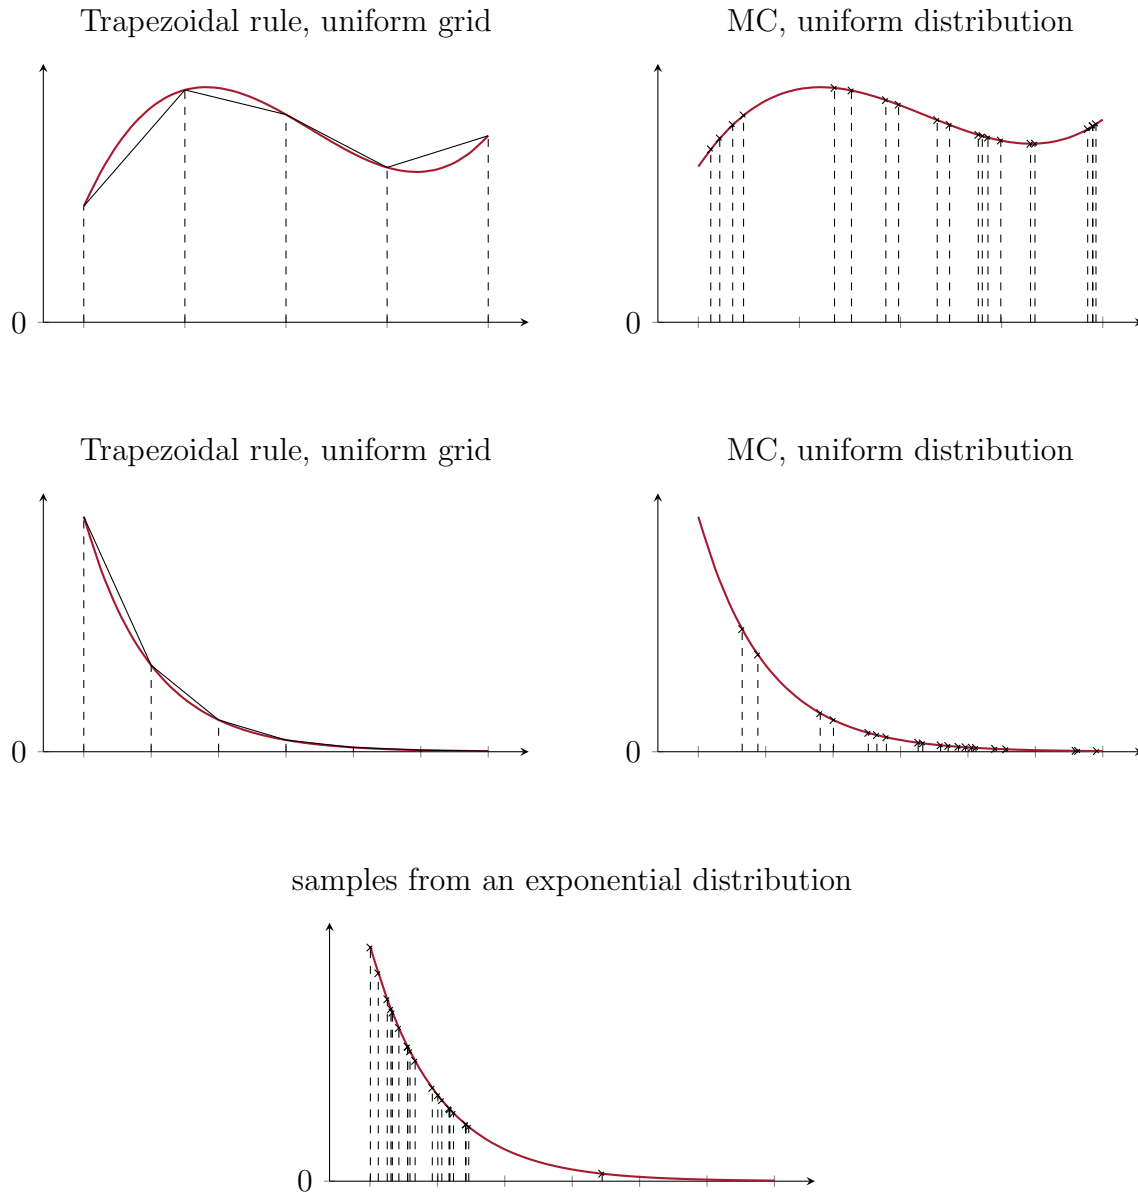 Trapezoidal rule, uniform grid
MC, uniform distribution
0
0
Trapezoidal rule, uniform grid
MC, uniform distribution
0
0
samples from an exponential distribution
0